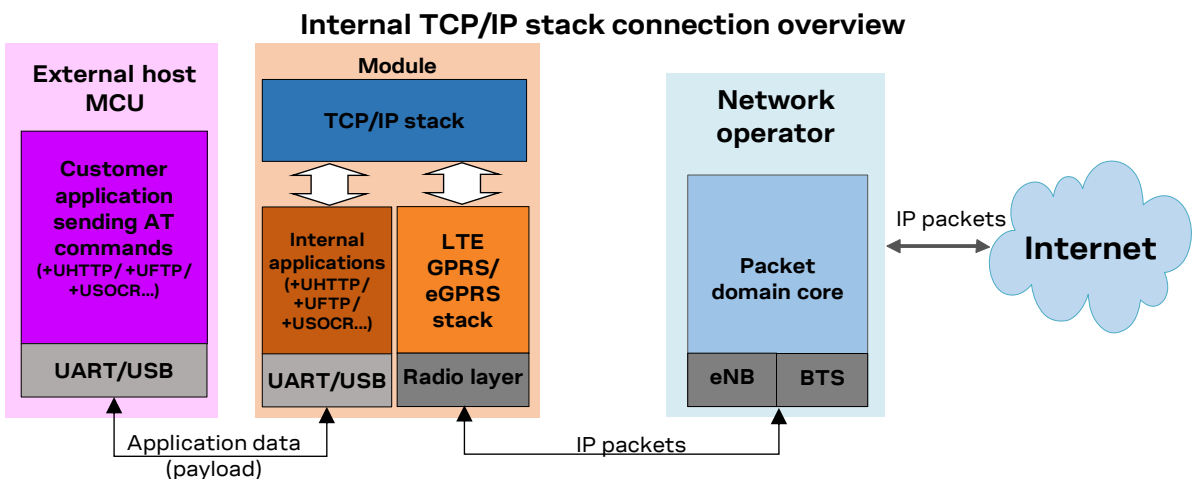 Internal TCP/IP stack connection overview
External host
MCU
Customer
application
sending AT
commands
(+UHTTP/ +UFTP/
+USOCR...)
UART/USB
Module
TCP/IP stack
Internal
applications
(+UHTTP/
+UFTP/
+USOCR...)
UART/USB
LTE
GPRS/
eGPRS
stack
Radio layer
Network
operator
Packet
domain core
eNB
BTS
IP packets
Internet
Application data
(payload)
IP packets